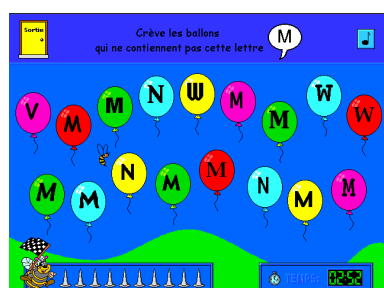 Sortie
Crève les ballons
qui ne contiennent pas cette lettre
M
V M M N W M M W W
M M N M M N M M
TEMPS: 02:52